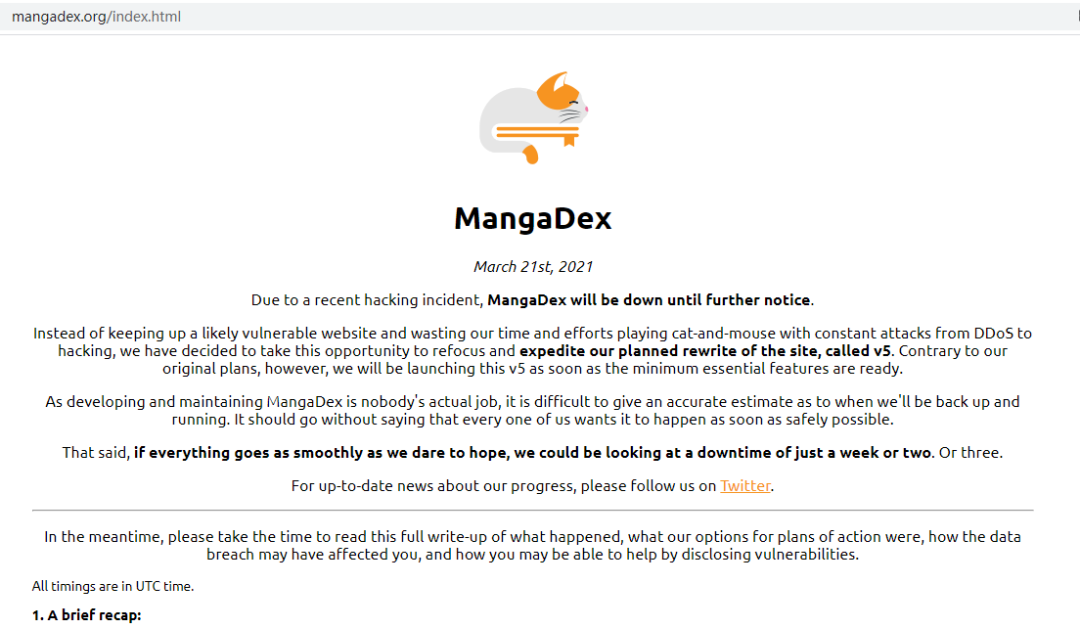 mangadex.org/index.html
MangaDex
March 21st, 2021
Due to a recent hacking incident, MangaDex will be down until further notice.
Instead of keeping up a likely vulnerable website and wasting our time and efforts playing cat-and-mouse with constant attacks from DDoS to
hacking, we have decided to take this opportunity to refocus and expedite our planned rewrite of the site, called v5. Contrary to our
original plans, however, we will be launching this v5 as soon as the minimum essential features are ready.
As developing and maintaining MangaDex is nobody's actual job, it is difficult to give an accurate estimate as to when we'll be back up and
running. It should go without saying that every one of us wants it to happen as soon as safely possible.
That said, if everything goes as smoothly as we dare to hope, we could be looking at a downtime of just a week or two. Or three.
For up-to-date news about our progress, please follow us on Twitter.
In the meantime, please take the time to read this full write-up of what happened, what our options for plans of action were, how the data
breach may have affected you, and how you may be able to help by disclosing vulnerabilities.
All timings are in UTC time.
1. A brief recap: